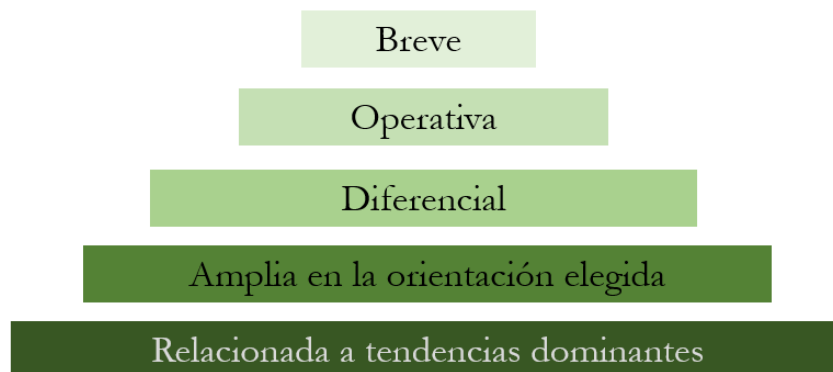 Breve
Operativa
Diferencial
Amplia en la orientación elegida
Relacionada a tendencias dominantes